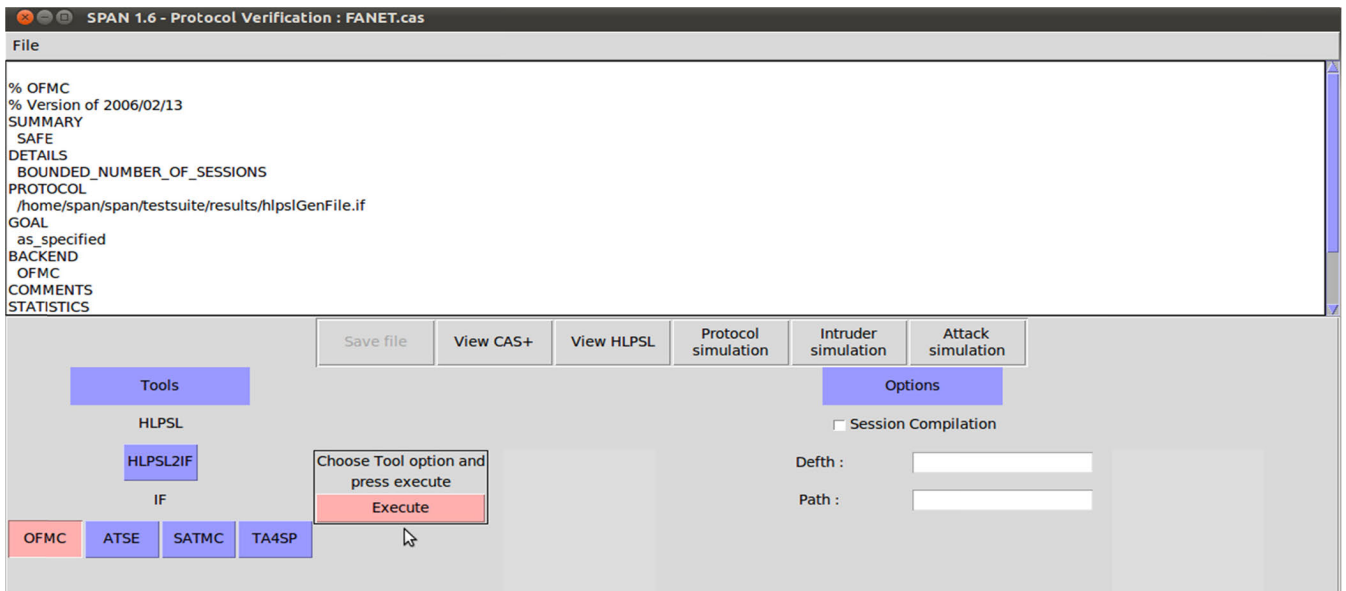 SPAN 1.6 - Protocol Verification : FANET.cas
File
% OFMC
% Version of 2006/02/13
SUMMARY
SAFE
DETAILS
BOUNDED_NUMBER_OF_SESSIONS
PROTOCOL
/home/span/span/testsuite/results/hlpslGenFile.if
GOAL
as_specified
BACKEND
OFMC
COMMENTS
STATISTICS
Save file
View CAS+
View HLPSL
Protocol
simulation
Intruder
simulation
Attack
simulation
Tools
Options
HLPSL
Session Compilation
HLPSL2IF
Choose Tool option and
press execute
Execute
Defth :
IF
Path :
OFMC
ATSE
SATMC
TA4SP